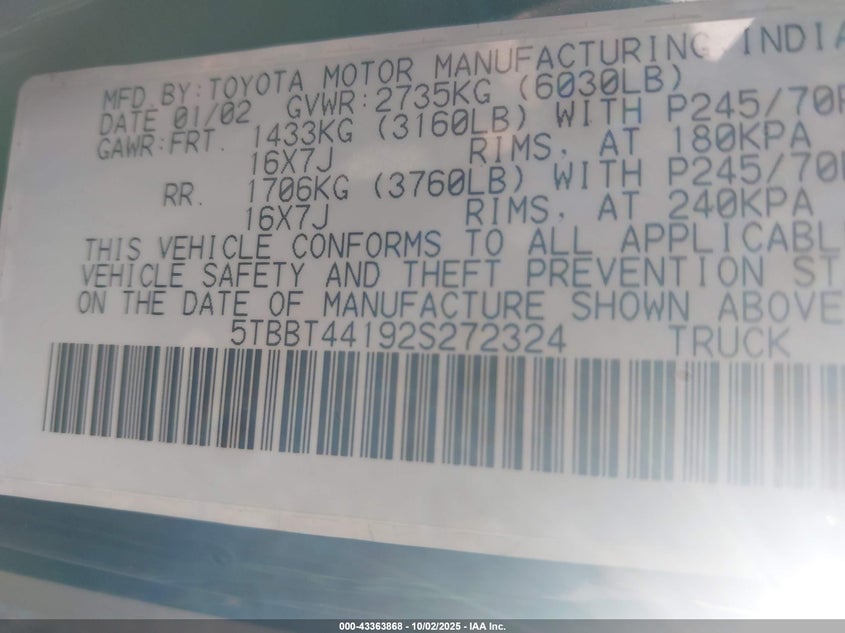 MFD. BY: TOYOTA MOTOR MANUFACTURING INDIA
DATE 01/02 GVWR: 2735KG (6030LB)
GAWR: FRT. 1433KG (3160LB) WITH P245/70R
16X7J RIMS, AT 180KPA
RR. 1706KG (3760LB) WITH P245/70R
16X7J RIMS, AT 240KPA
THIS VEHICLE CONFORMS TO ALL APPLICABL
VEHICLE SAFETY AND THEFT PREVENTION ST
ON THE DATE OF MANUFACTURE SHOWN ABOVE
5TBBT44192S272324 TRUCK
000-43363868 - 10/02/2025 - IAA Inc.